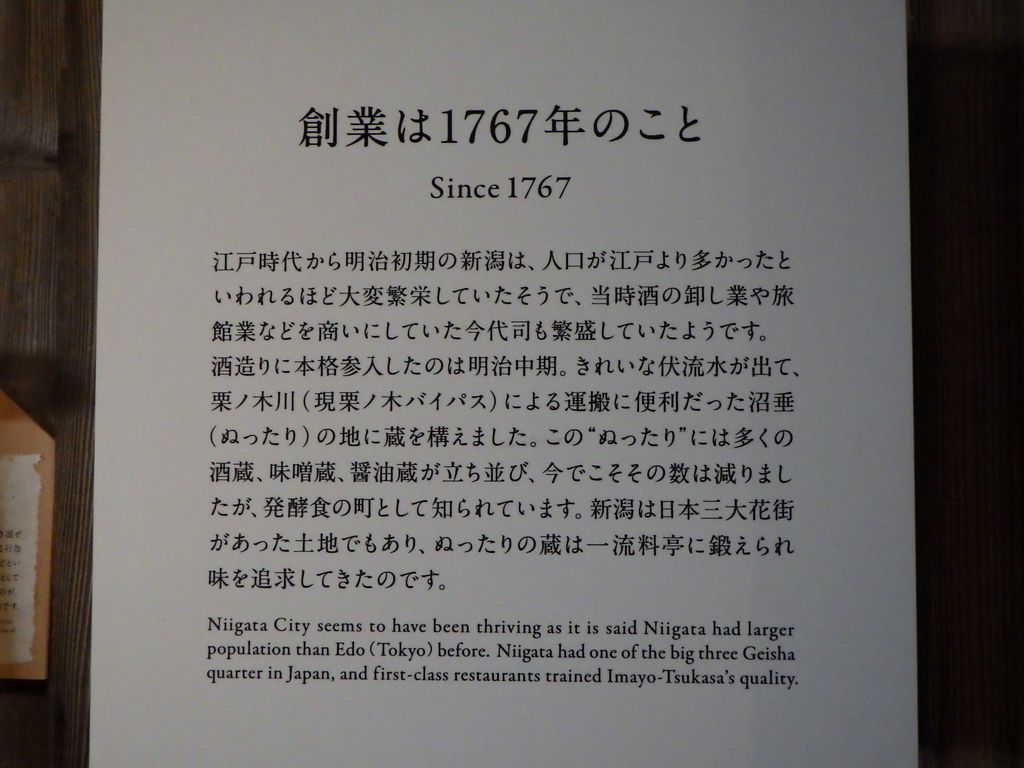 創業は1767年のこと
Since 1767
江戸時代から明治初期の新潟は、人口が江戸より多かったと
いわれるほど大変繁栄していたそうで、当時酒の卸し業や旅
館業などを商いにしていた今代司も繁盛していたようです。
酒造りに本格参入したのは明治中期。きれいな伏流水が出て、
栗ノ木川(現栗ノ木バイパス)による運搬に便利だった沼垂
(ぬったり)の地に蔵を構えました。この“ぬったり”には多くの
酒蔵、味噌蔵、醤油蔵が立ち並び、今でこそその数は減りまし
たが、発酵食の町として知られています。新潟は日本三大花街
があった土地でもあり、ぬったりの蔵は一流料亭に鍛えられ
味を追求してきたのです。
Niigata City seems to have been thriving as it is said Niigata had larger
population than Edo (Tokyo) before. Niigata had one of the big three Geisha
quarter in Japan, and first-class restaurants trained Imayo-Tsukasa's quality.